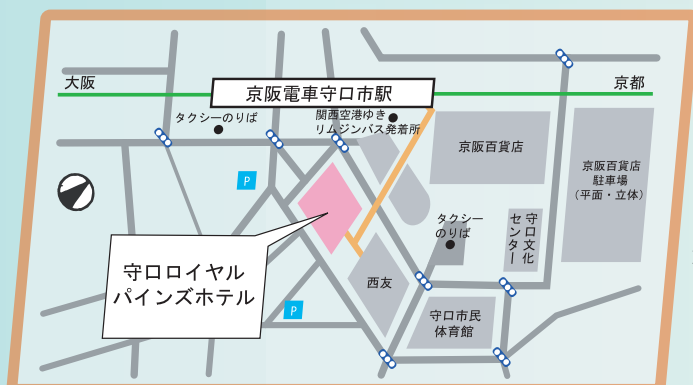 大阪
京阪電車守口市駅
京都
タクシーのりば
関西空港ゆき
リムジンバス発着所
京阪百貨店
京阪百貨店
駐車場
(平面・立体)
P
タクシー
のりば
守口文化
センター
守口ロイヤル
パインズホテル
西友
P
守口市民
体育館